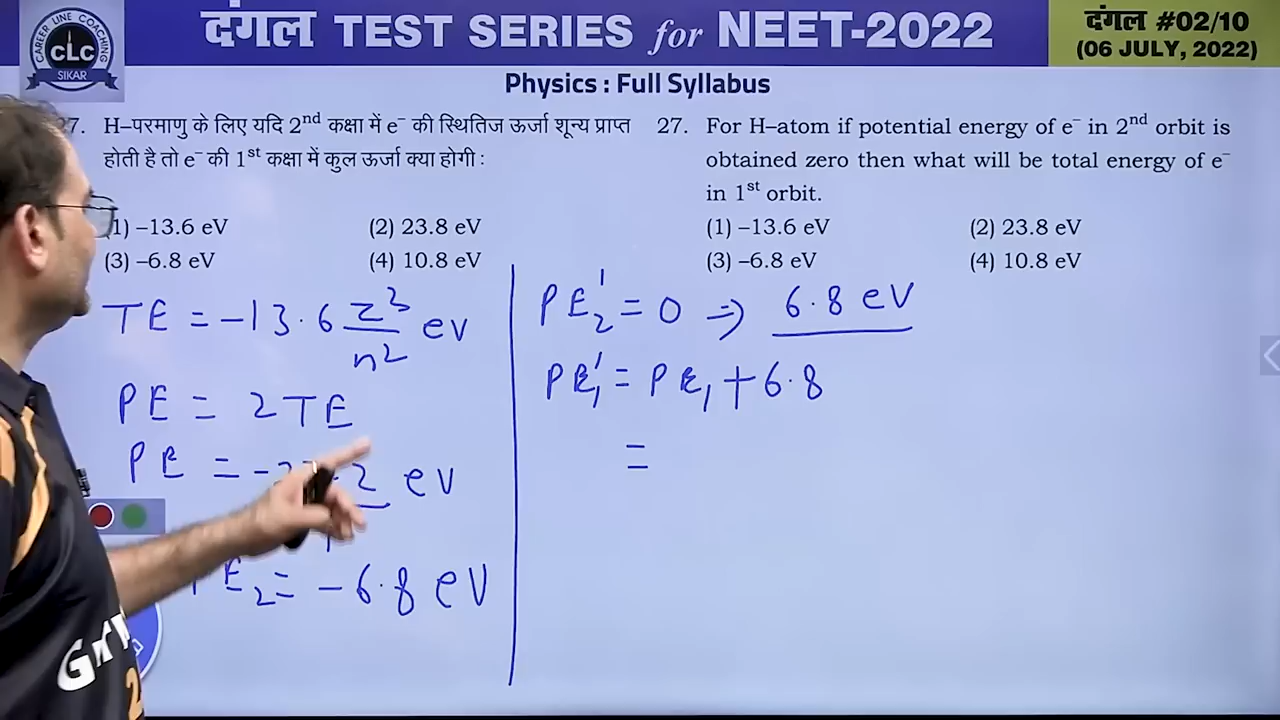 CAREER LINE COACHING
CLC
SIKAR
दंगल TEST SERIES for NEET-2022
दंगल #02/10
(06 JULY, 2022)
Physics : Full Syllabus
27. H–परमाणु के लिए यदि 2nd कक्षा में e– की स्थितिज ऊर्जा शून्य प्राप्त
होती है तो e– की 1st कक्षा में कुल ऊर्जा क्या होगी :
(1) –13.6 eV (2) 23.8 eV
(3) –6.8 eV (4) 10.8 eV
27. For H–atom if potential energy of e– in 2nd orbit is
obtained zero then what will be total energy of e–
in 1st orbit.
(1) –13.6 eV (2) 23.8 eV
(3) –6.8 eV (4) 10.8 eV
TE = -13.6 z²/n² eV
PE = 2TE
PE = eV
E₂ = -6.8 eV
PE₂' = 0 ⇒ 6.8 eV
PE₁' = PE₁ + 6.8
=